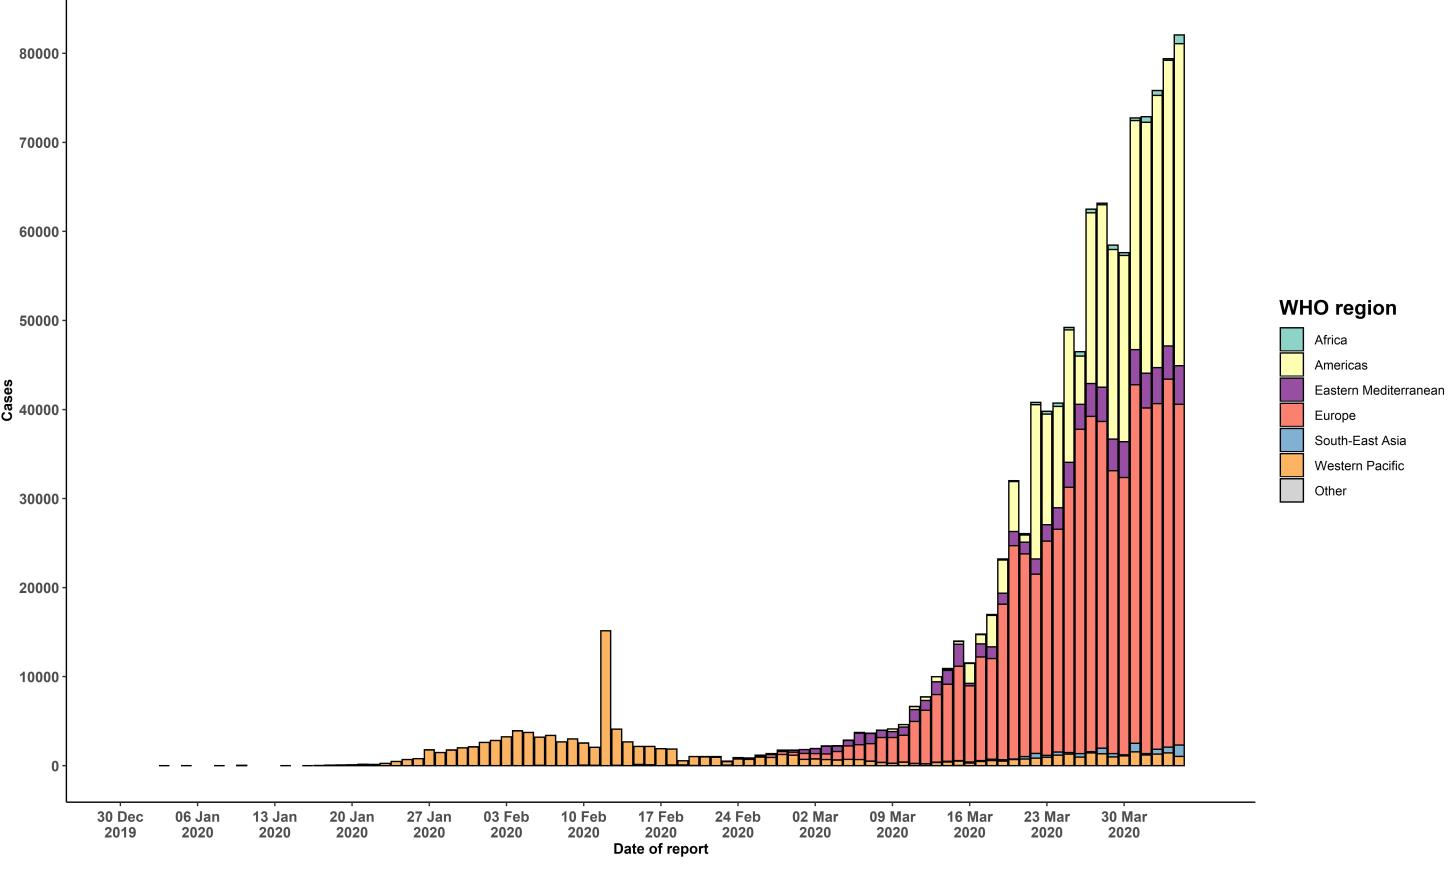 80000
70000
60000
50000
40000
30000
20000
10000
0
Cases
30 Dec 06 Jan 13 Jan 20 Jan 27 Jan 03 Feb 10 Feb 17 Feb 24 Feb 02 Mar 09 Mar 16 Mar 23 Mar 30 Mar
2019 2020 2020 2020 2020 2020 2020 2020 2020 2020 2020 2020 2020 2020
Date of report
WHO region
Africa
Americas
Eastern Mediterranean
Europe
South-East Asia
Western Pacific
Other